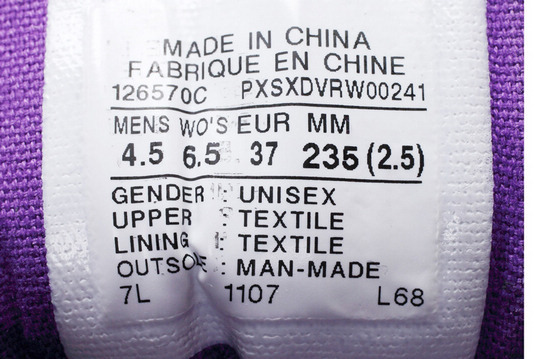 MADE IN CHINA
FABRIQUE EN CHINE
126570C PXSXDVRW00241
MENS WO'S EUR MM
4.5 6.5 37 235 (2.5)
GENDER : UNISEX
UPPER : TEXTILE
LINING : TEXTILE
OUTSOLE : MAN-MADE
7L 1107 L68